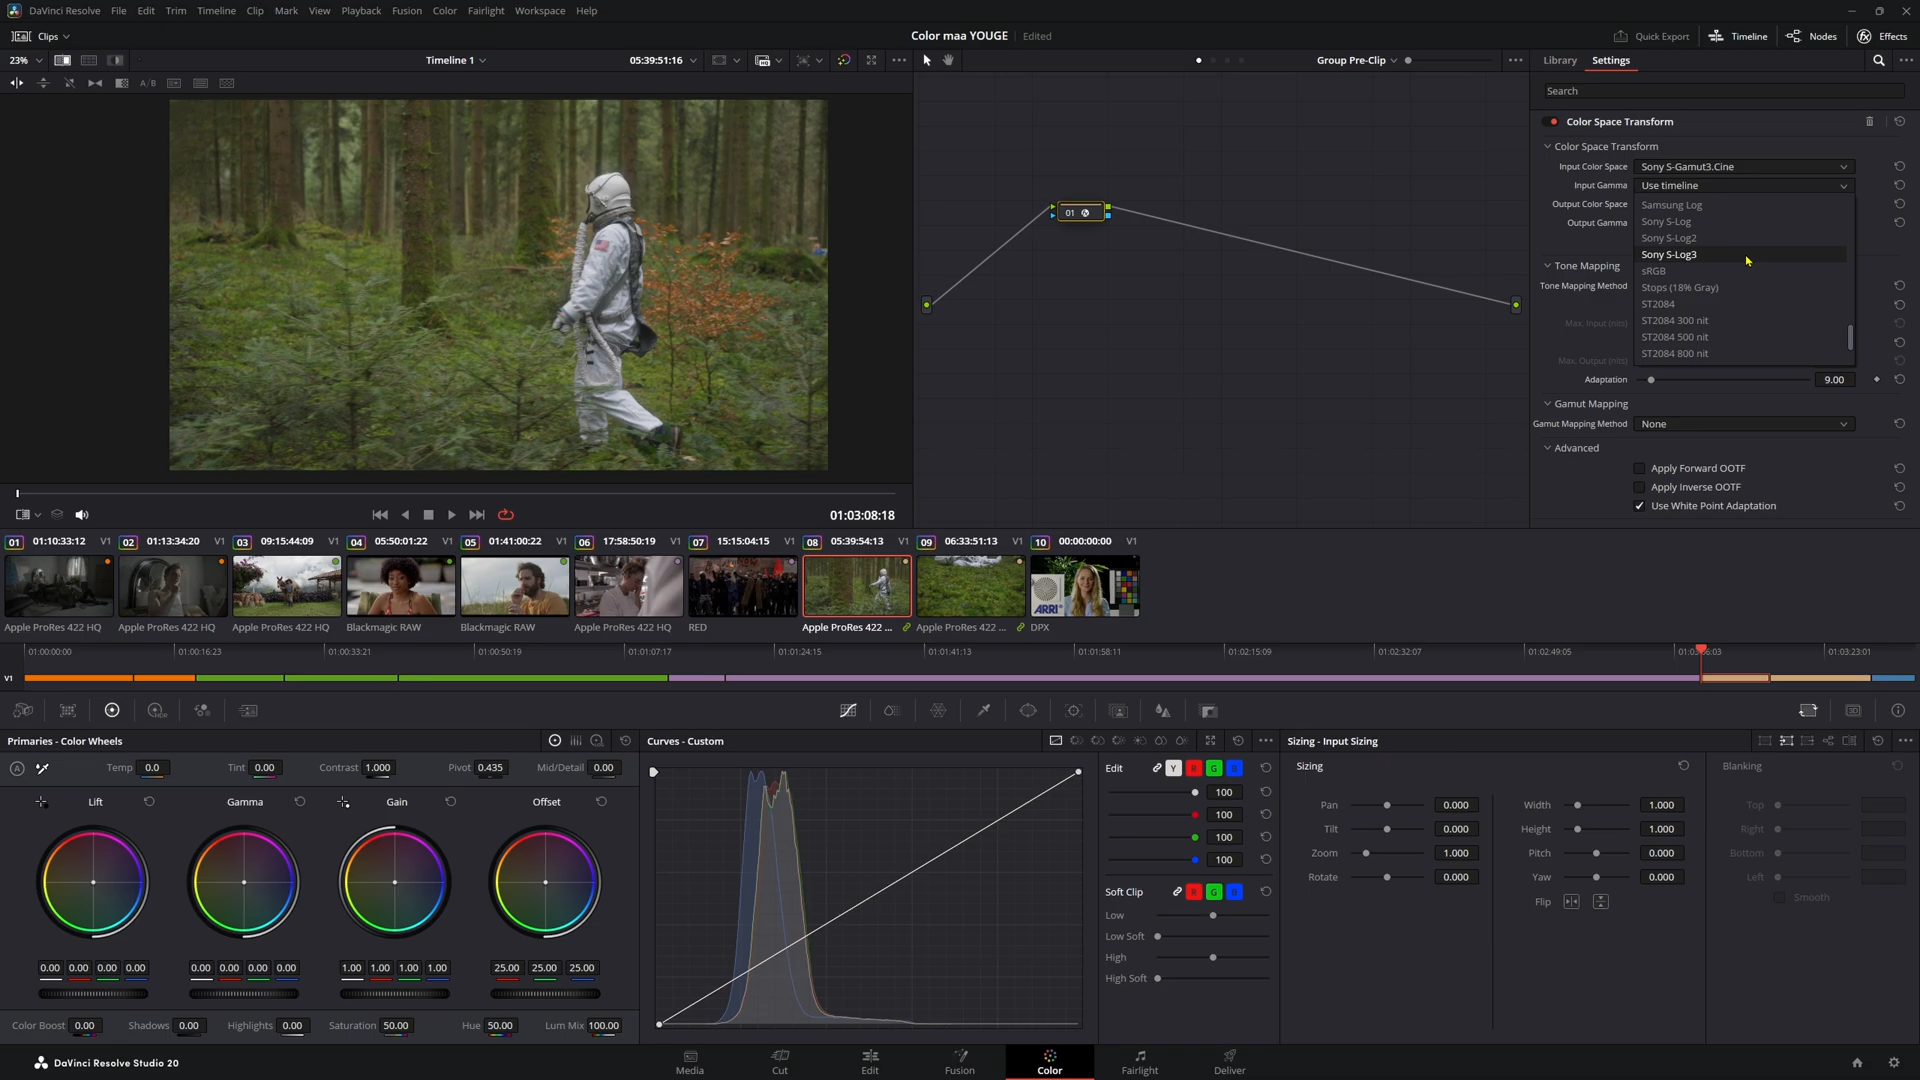 DaVinci Resolve File Edit Trim Timeline Clip Mark View Playback Fusion Color Fairlight Workspace Help
Clips Color maa YOUGE Edited Quick Export Timeline Nodes Effects
23% Timeline 1 05:39:51:16 Group Pre-Clip Library Settings
A/B
Search
Color Space Transform
Color Space Transform
Input Color Space Sony S-Gamut3.Cine
Input Gamma Use timeline
Output Color Space Samsung Log
Output Gamma Sony S-Log
Sony S-Log2
Sony S-Log3
Tone Mapping sRGB
Tone Mapping Method Stops (18% Gray)
ST2084
Max. Input (nits) ST2084 300 nit
ST2084 500 nit
Max. Output (nits) ST2084 800 nit
Adaptation 9.00
Gamut Mapping
Gamut Mapping Method None
Advanced
Apply Forward OOTF
Apply Inverse OOTF
Use White Point Adaptation
01 
01:03:08:18
01 01:10:33:12 V1 02 01:13:34:20 V1 03 09:15:44:09 V1 04 05:50:01:22 V1 05 01:41:00:22 V1 06 17:58:50:19 V1 07 15:15:04:15 V1 08 05:39:54:13 V1 09 06:33:51:13 V1 10 00:00:00:00 V1
ARRI
Apple ProRes 422 HQ Apple ProRes 422 HQ Apple ProRes 422 HQ Blackmagic RAW Blackmagic RAW Apple ProRes 422 HQ RED Apple ProRes 422 ... Apple ProRes 422 ... DPX
01:00:00:00 01:00:16:23 01:00:33:21 01:00:50:19 01:01:07:17 01:01:24:15 01:01:41:13 01:01:58:11 01:02:15:09 01:02:32:07 01:02:49:05 01:03:06:03 01:03:23:01
V1
HDR 3D
Primaries - Color Wheels Curves - Custom Sizing - Input Sizing
A Temp 0.0 Tint 0.00 Contrast 1.000 Pivot 0.435 Mid/Detail 0.00 Edit Y R G B Sizing Blanking
Lift Gamma Gain Offset 100
100
100
100
Pan 0.000 Width 1.000 Top
Tilt 0.000 Height 1.000 Right
Zoom 1.000 Pitch 0.000 Bottom
Rotate 0.000 Yaw 0.000 Left
Flip Smooth
Soft Clip R G B
Low
Low Soft
High
High Soft
0.00 0.00 0.00 0.00 0.00 0.00 0.00 0.00 1.00 1.00 1.00 1.00 25.00 25.00 25.00
Color Boost 0.00 Shadows 0.00 Highlights 0.00 Saturation 50.00 Hue 50.00 Lum Mix 100.00
DaVinci Resolve Studio 20 Media Cut Edit Fusion Color Fairlight Deliver